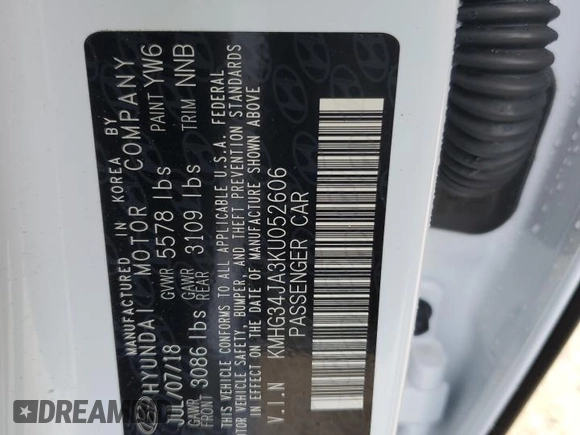 MANUFACTURED IN KOREA BY
HYUNDAI MOTOR COMPANY
JUL/07/18 GVWR 5578 lbs PAINT YW6
GAWR FRONT 3086 lbs GAWR REAR 3109 lbs TRIM NNB
THIS VEHICLE CONFORMS TO ALL APPLICABLE U.S.A. FEDERAL
MOTOR VEHICLE SAFETY, BUMPER, AND THEFT PREVENTION STANDARDS
IN EFFECT ON THE DATE OF MANUFACTURE SHOWN ABOVE
V.I.N KMHG34JA3KU052606
PASSENGER CAR